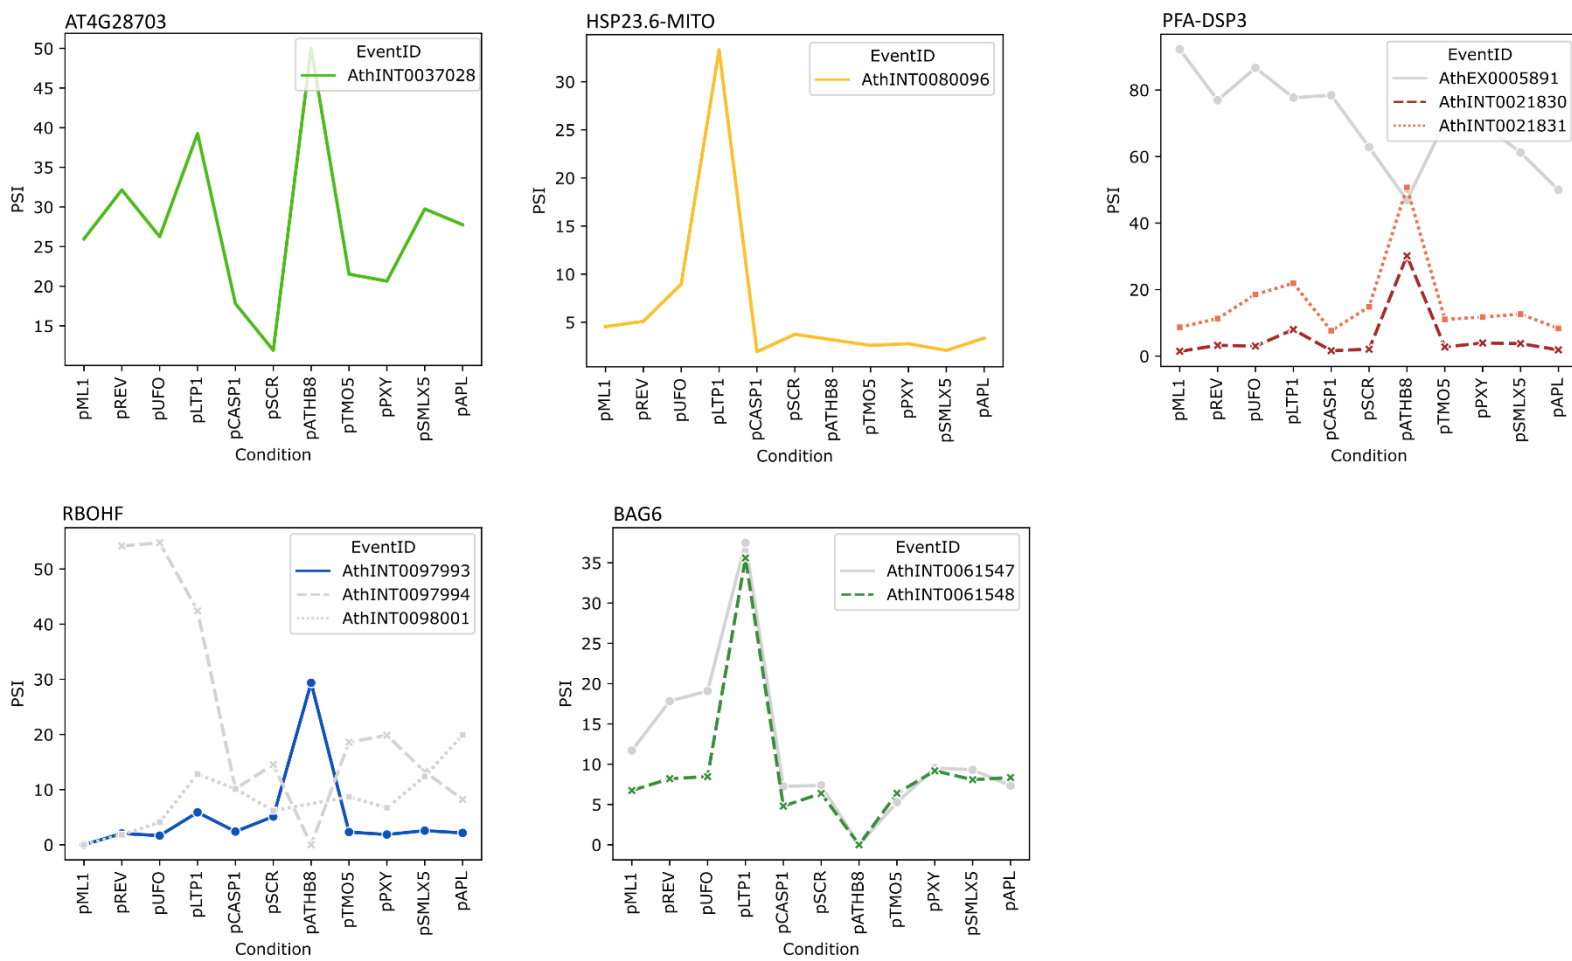 AT4G28703
EventID
AthINT0037028
PSI
50
45
40
35
30
25
20
15
pML1
pREV
pUFO
pLTP1
pCASP1
pSCR
pATHB8
pTMO5
pPXY
pSMLX5
pAPL
Condition
HSP23.6-MITO
EventID
AthINT0080096
PSI
30
25
20
15
10
5
pML1
pREV
pUFO
pLTP1
pCASP1
pSCR
pATHB8
pTMO5
pPXY
pSMLX5
pAPL
Condition
PFA-DSP3
EventID
AthEX0005891
AthINT0021830
AthINT0021831
PSI
80
60
40
20
0
pML1
pREV
pUFO
pLTP1
pCASP1
pSCR
pATHB8
pTMO5
pPXY
pSMLX5
pAPL
Condition
RBOHF
EventID
AthINT0097993
AthINT0097994
AthINT0098001
PSI
50
40
30
20
10
0
pML1
pREV
pUFO
pLTP1
pCASP1
pSCR
pATHB8
pTMO5
pPXY
pSMLX5
pAPL
Condition
BAG6
EventID
AthINT0061547
AthINT0061548
PSI
35
30
25
20
15
10
5
0
pML1
pREV
pUFO
pLTP1
pCASP1
pSCR
pATHB8
pTMO5
pPXY
pSMLX5
pAPL
Condition